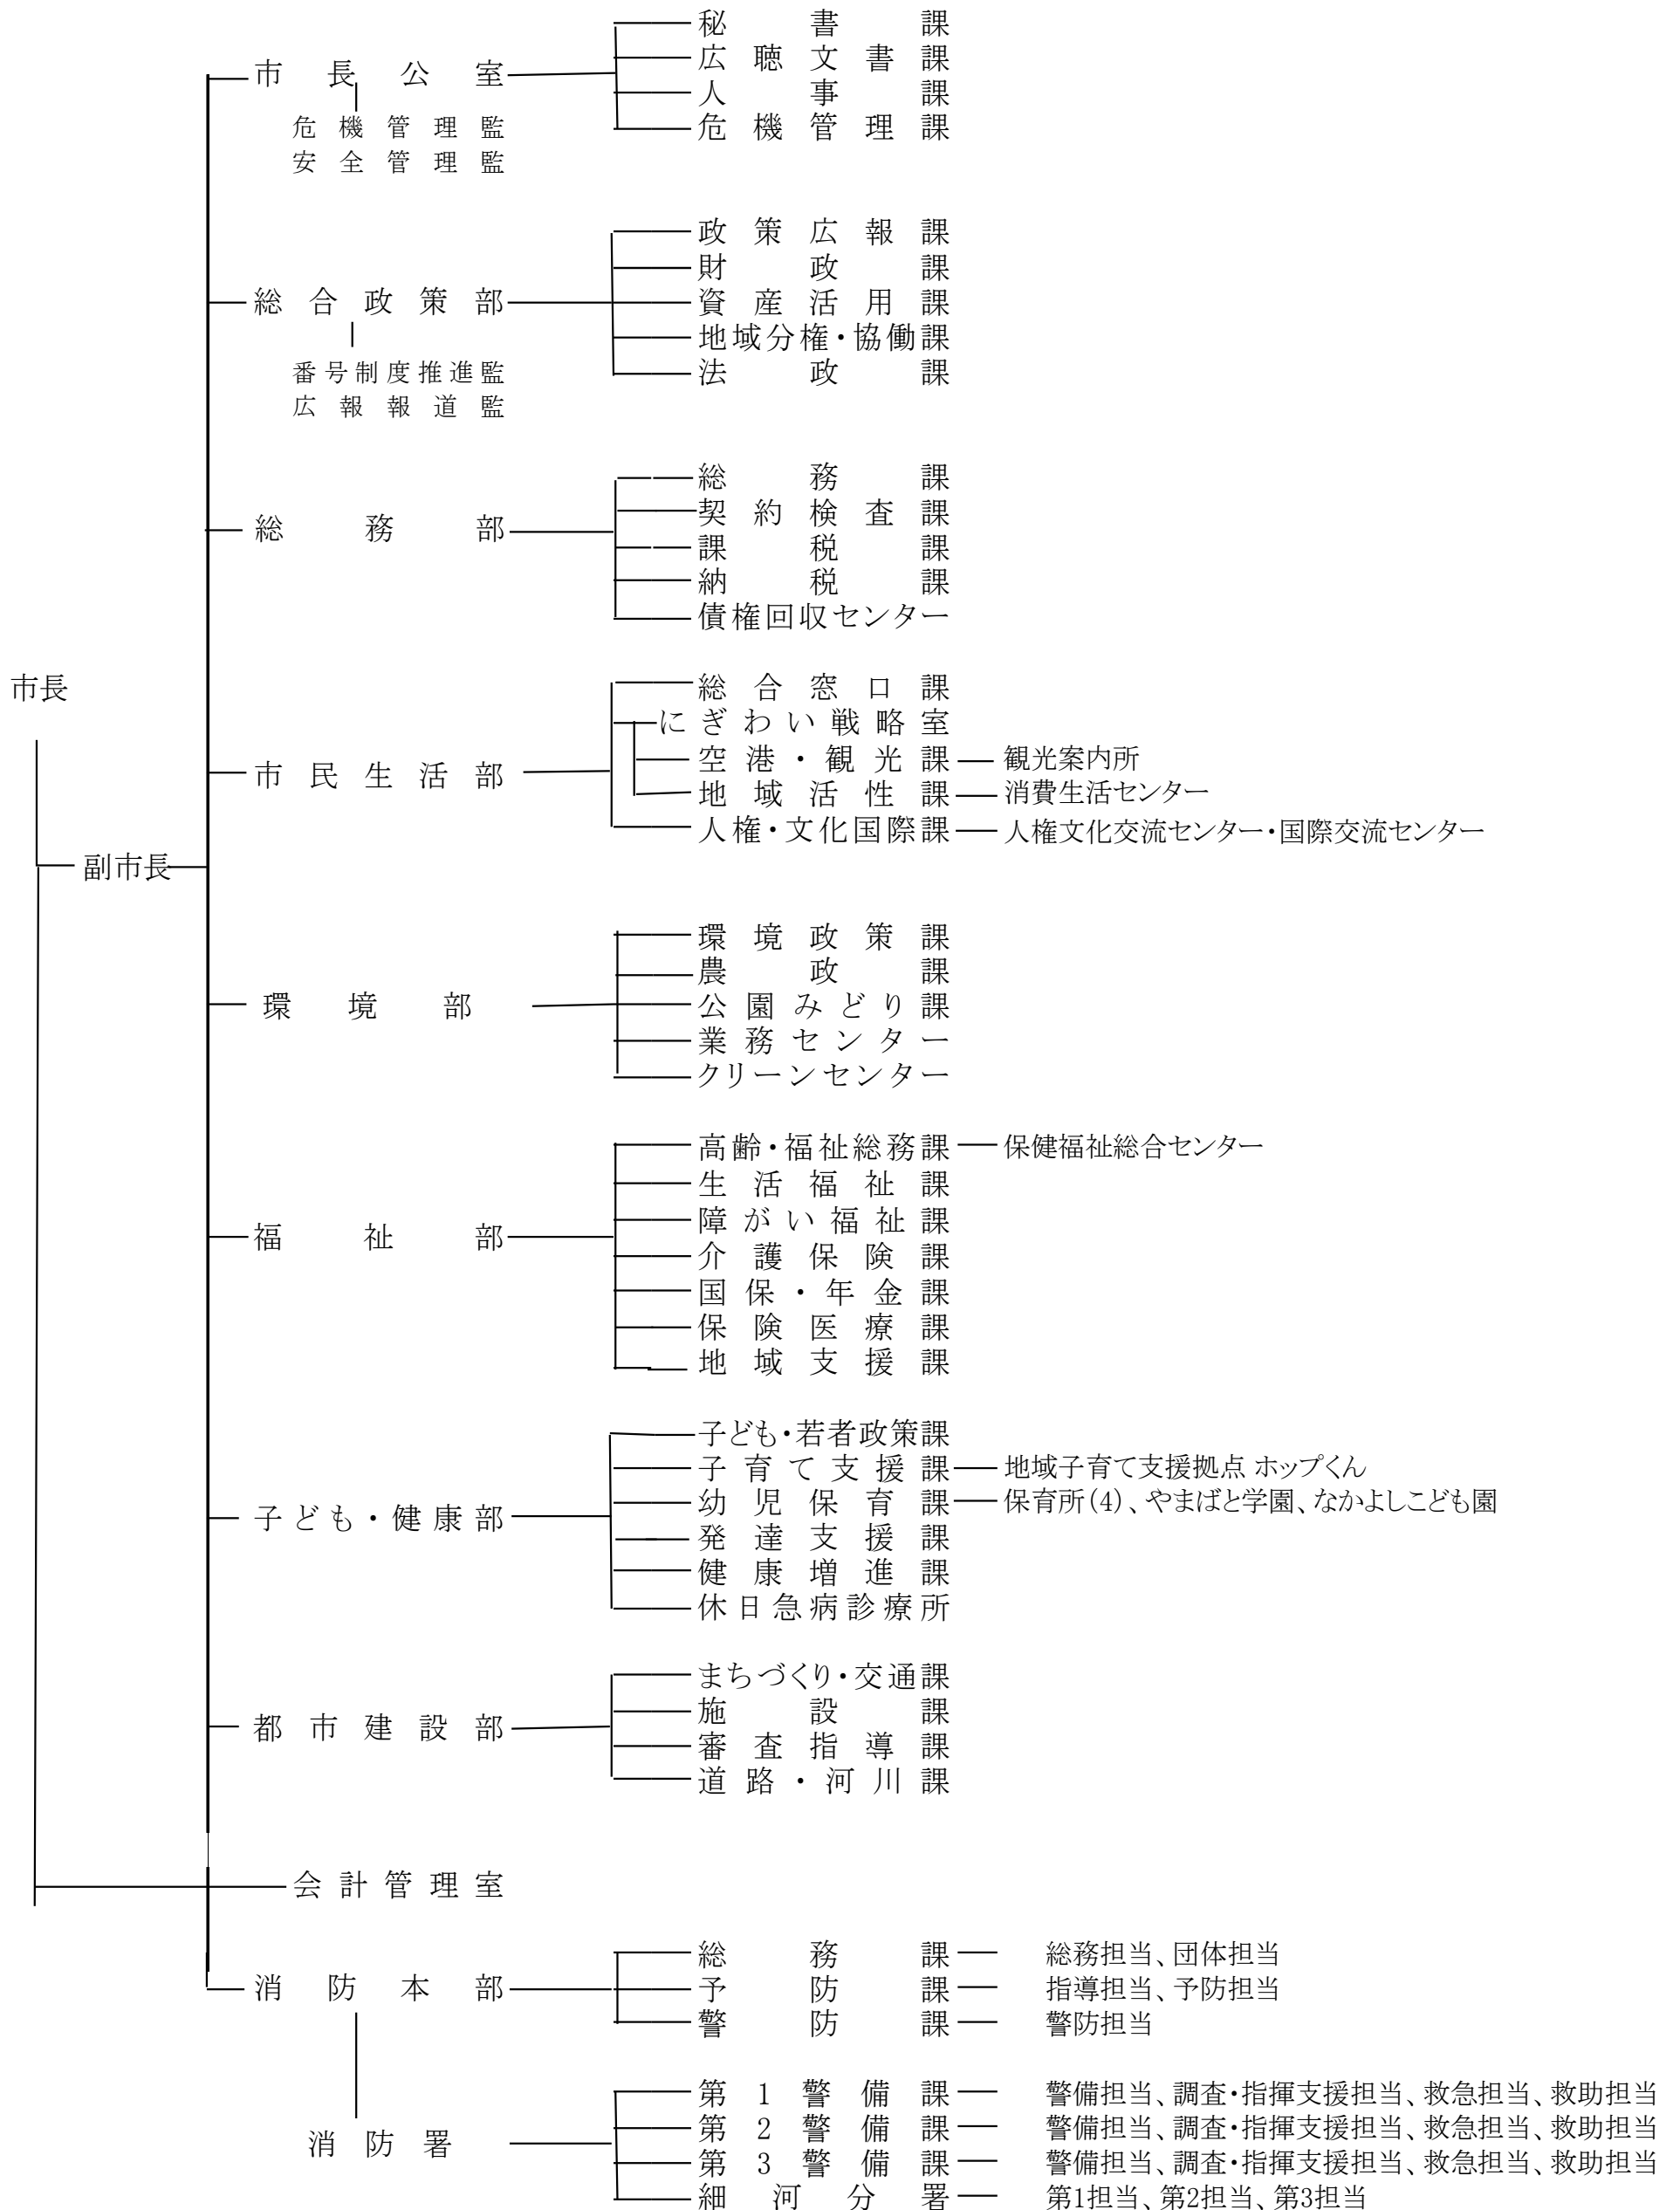 秘書課
広聴文書課
市長公室
人事課
危機管理課
危機管理監
安全管理監
政策広報課
財政課
総合政策部
資産活用課
地域分権・協働課
法政課
番号制度推進監
広報報道監
総務課
契約検査課
総務部
課税課
納税課
債権回収センター
市長
総合窓口課
にぎわい戦略室
市民生活部
空港・観光課 観光案内所
地域活性課 消費生活センター
人権・文化国際課 人権文化交流センター・国際交流センター
副市長
環境政策課
農政課
環境部
公園みどり課
業務センター
クリーンセンター
高齢・福祉総務課 保健福祉総合センター
生活福祉課
障がい福祉課
福祉部
介護保険課
国保・年金課
保険医療課
地域支援課
子ども・若者政策課
子育て支援課 地域子育て支援拠点 ホップくん
幼児保育課 保育所(4)、やまばと学園、なかよしこども園
子ども・健康部
発達支援課
健康増進課
休日急病診療所
まちづくり・交通課
施設課
都市建設部
審査指導課
道路・河川課
会計管理室
総務課 総務担当、団体担当
消防本部
予防課 指導担当、予防担当
警防課 警防担当
第1警備課 警備担当、調査・指揮支援担当、救急担当、救助担当
第2警備課 警備担当、調査・指揮支援担当、救急担当、救助担当
消防署
第3警備課 警備担当、調査・指揮支援担当、救急担当、救助担当
細河分署 第1担当、第2担当、第3担当